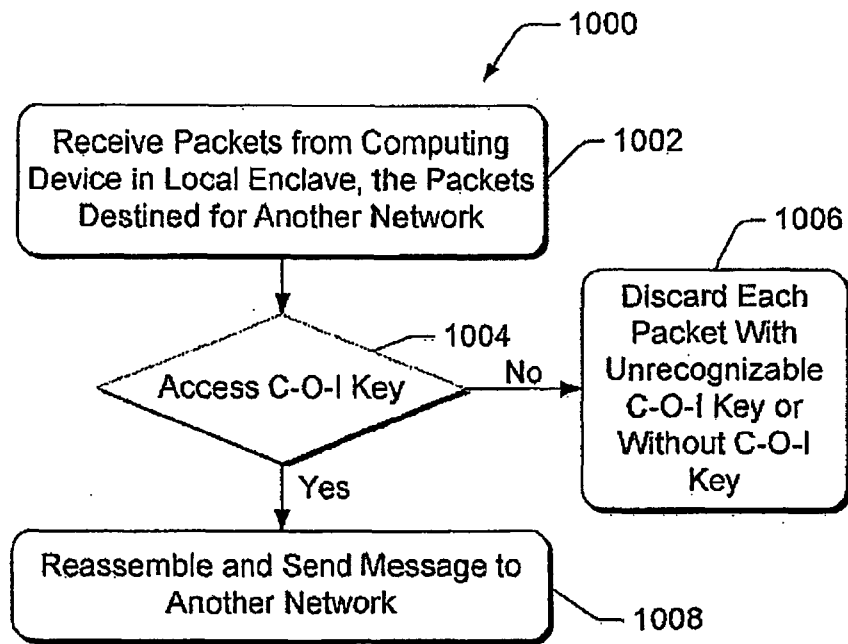 1000
Receive Packets from Computing
Device in Local Enclave, the Packets
Destined for Another Network
1002
1004
Access C-O-I Key
No
1006
Discard Each
Packet With
Unrecognizable
C-O-I Key or
Without C-O-I
Key
Yes
Reassemble and Send Message to
Another Network
1008